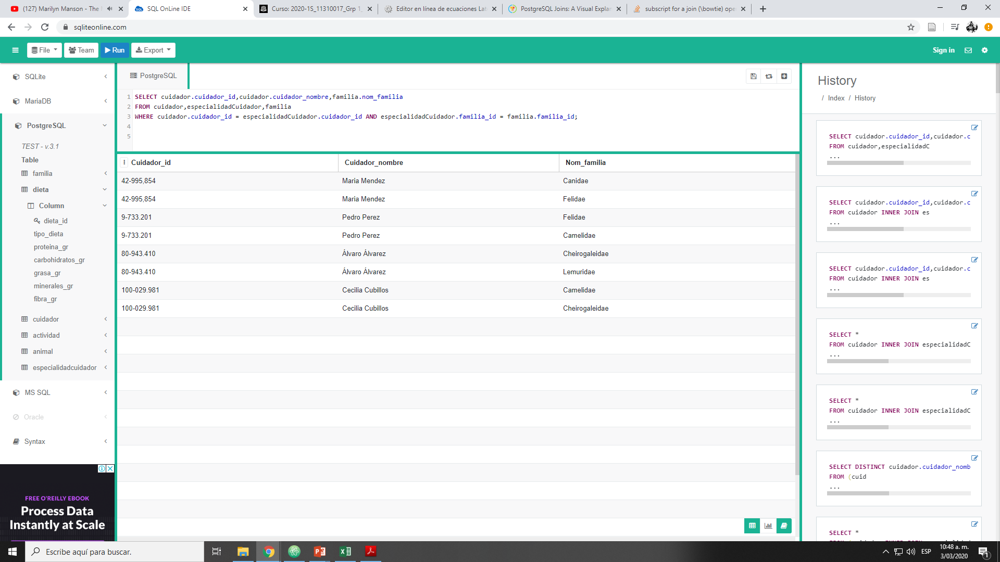 (127) Marilyn Manson - The
SQL OnLine IDE
Curso: 2020-1S_11310017_Grp 1_
Editor en línea de ecuaciones Lat
PostgreSQL Joins: A Visual Explan
subscript for a join (\bowtie) ope
sqliteonline.com
File
Team
Run
Export
Sign in
SQLite
MariaDB
PostgreSQL
TEST - v.3.1
Table
familia
dieta
Column
dieta_id
tipo_dieta
proteina_gr
carbohidratos_gr
grasa_gr
minerales_gr
fibra_gr
cuidador
actividad
animal
especialidadcuidador
MS SQL
Oracle
Syntax
FREE O'REILLY EBOOK
Process Data
Instantly at Scale
PostgreSQL
1 SELECT cuidador.cuidador_id,cuidador.cuidador_nombre,familia.nom_familia
2 FROM cuidador,especialidadCuidador,familia
3 WHERE cuidador.cuidador_id = especialidadCuidador.cuidador_id AND especialidadCuidador.familia_id = familia.familia_id;
4
5
Cuidador_id Cuidador_nombre Nom_familia
42-995,854 Maria Mendez Canidae
42-995,854 Maria Mendez Felidae
9-733.201 Pedro Perez Felidae
9-733.201 Pedro Perez Camelidae
80-943.410 Álvaro Álvarez Cheirogaleidae
80-943.410 Álvaro Álvarez Lemuridae
100-029.981 Cecilia Cubillos Camelidae
100-029.981 Cecilia Cubillos Cheirogaleidae
History
/ Index / History
SELECT cuidador.cuidador_id,cuidador.c
FROM cuidador,especialidadC
...
SELECT cuidador.cuidador_id,cuidador.c
FROM cuidador INNER JOIN es
...
SELECT cuidador.cuidador_id,cuidador.c
FROM cuidador INNER JOIN es
...
SELECT *
FROM cuidador INNER JOIN especialidadC
...
SELECT *
FROM cuidador INNER JOIN especialidadC
...
SELECT DISTINCT cuidador.cuidador_nomb
FROM (cuid
...
SELECT *
Escribe aquí para buscar.
ESP
10:48 a. m.
3/03/2020
1